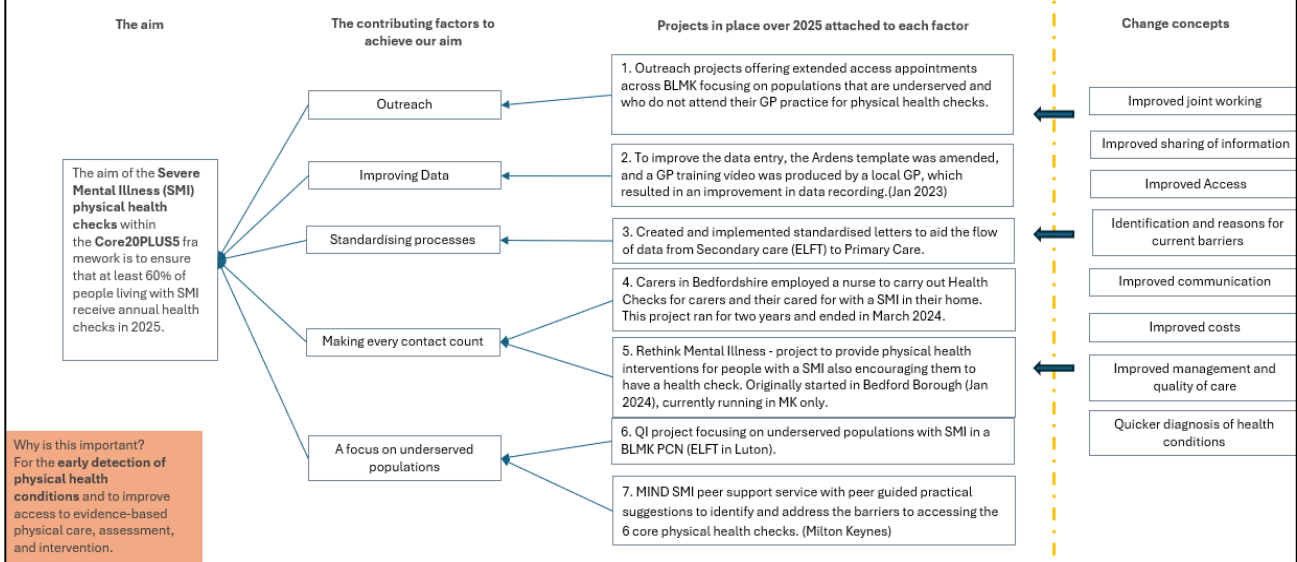 The aim
The contributing factors to
achieve our aim
Projects in place over 2025 attached to each factor
Change concepts
The aim of the Severe
Mental Illness (SMI)
physical health
checks within
the Core20PLUS5 fra
mework is to ensure
that at least 60% of
people living with SMI
receive annual health
checks in 2025.
Why is this important?
For the early detection of
physical health
conditions and to improve
access to evidence-based
physical care, assessment,
and intervention.
Outreach
Improving Data
Standardising processes
Making every contact count
A focus on underserved
populations
1. Outreach projects offering extended access appointments
across BLMK focusing on populations that are underserved and
who do not attend their GP practice for physical health checks.
2. To improve the data entry, the Ardens template was amended,
and a GP training video was produced by a local GP, which
resulted in an improvement in data recording.(Jan 2023)
3. Created and implemented standardised letters to aid the flow
of data from Secondary care (ELFT) to Primary Care.
4. Carers in Bedfordshire employed a nurse to carry out Health
Checks for carers and their cared for with a SMI in their home.
This project ran for two years and ended in March 2024.
5. Rethink Mental Illness - project to provide physical health
interventions for people with a SMI also encouraging them to
have a health check. Originally started in Bedford Borough (Jan
2024), currently running in MK only.
6. QI project focusing on underserved populations with SMI in a
BLMK PCN (ELFT in Luton).
7. MIND SMI peer support service with peer guided practical
suggestions to identify and address the barriers to accessing the
6 core physical health checks. (Milton Keynes)
Improved joint working
Improved sharing of information
Improved Access
Identification and reasons for
current barriers
Improved communication
Improved costs
Improved management and
quality of care
Quicker diagnosis of health
conditions